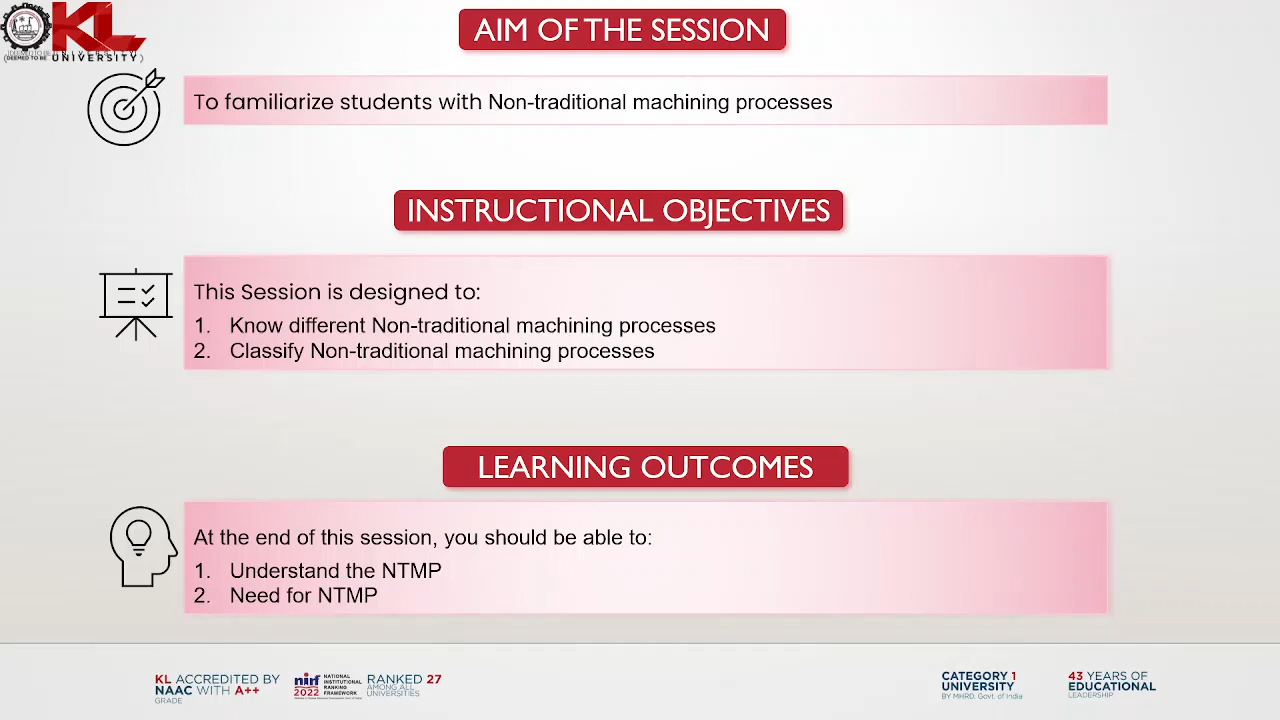 AIM OF THE SESSION
KL
(DEEMED TO BE UNIVERSITY)
To familiarize students with Non-traditional machining processes
INSTRUCTIONAL OBJECTIVES
This Session is designed to:
1. Know different Non-traditional machining processes
2. Classify Non-traditional machining processes
LEARNING OUTCOMES
At the end of this session, you should be able to:
1. Understand the NTMP
2. Need for NTMP
KL ACCREDITED BY
NAAC WITH A++
GRADE
nirf
2022
NATIONAL
INSTITUTIONAL
RANKING
FRAMEWORK
RANKED 27
AMONG ALL
UNIVERSITIES
CATEGORY 1
UNIVERSITY
BY MHRD, Govt. of India
43 YEARS OF
EDUCATIONAL
LEADERSHIP